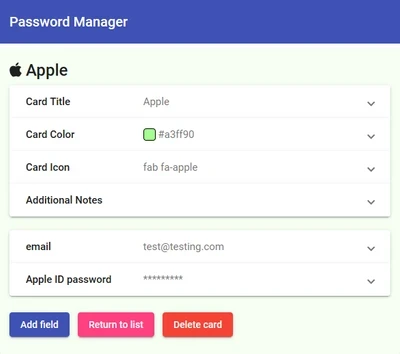 Password Manager
Apple
Card Title Apple
Card Color #a3ff90
Card Icon fab fa-apple
Additional Notes
email test@testing.com
Apple ID password *********
Add field Return to list Delete card